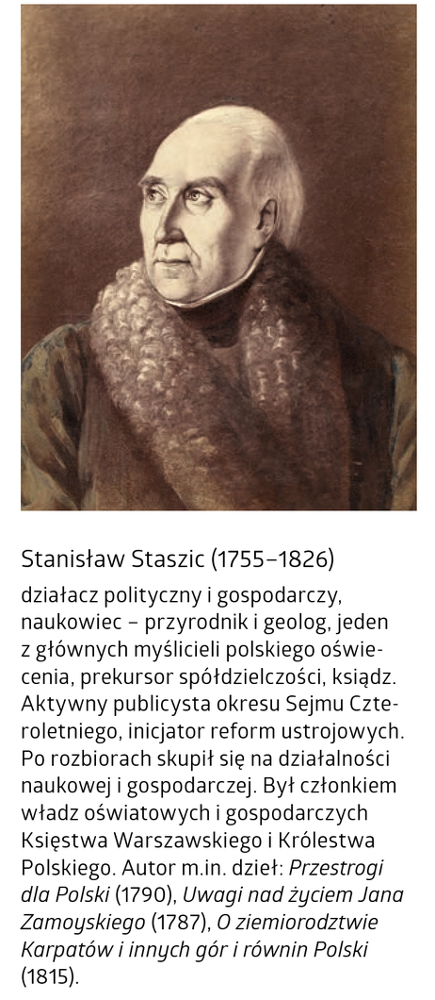 Stanisław Staszic (1755–1826)
działacz polityczny i gospodarczy,
naukowiec – przyrodnik i geolog, jeden
z głównych myślicieli polskiego oświe-
cenia, prekursor spółdzielczości, ksiądz.
Aktywny publicysta okresu Sejmu Czte-
roletniego, inicjator reform ustrojowych.
Po rozbiorach skupił się na działalności
naukowej i gospodarczej. Był członkiem
władz oświatowych i gospodarczych
Księstwa Warszawskiego i Królestwa
Polskiego. Autor m.in. dzieł: Przestrogi
dla Polski (1790), Uwagi nad życiem Jana
Zamoyskiego (1787), O ziemiorodztwie
Karpatów i innych gór i równin Polski
(1815).